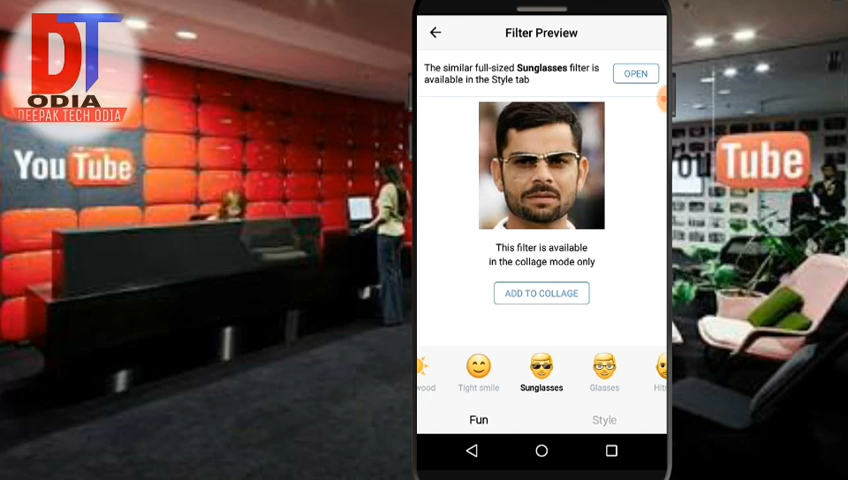 DT
ODIA
DEEPAK TECH ODIA
YouTube
Filter Preview
The similar full-sized Sunglasses filter is
available in the Style tab
OPEN
This filter is available
in the collage mode only
ADD TO COLLAGE
wood
Tight smile
Sunglasses
Glasses
Fun
Style
ouTube